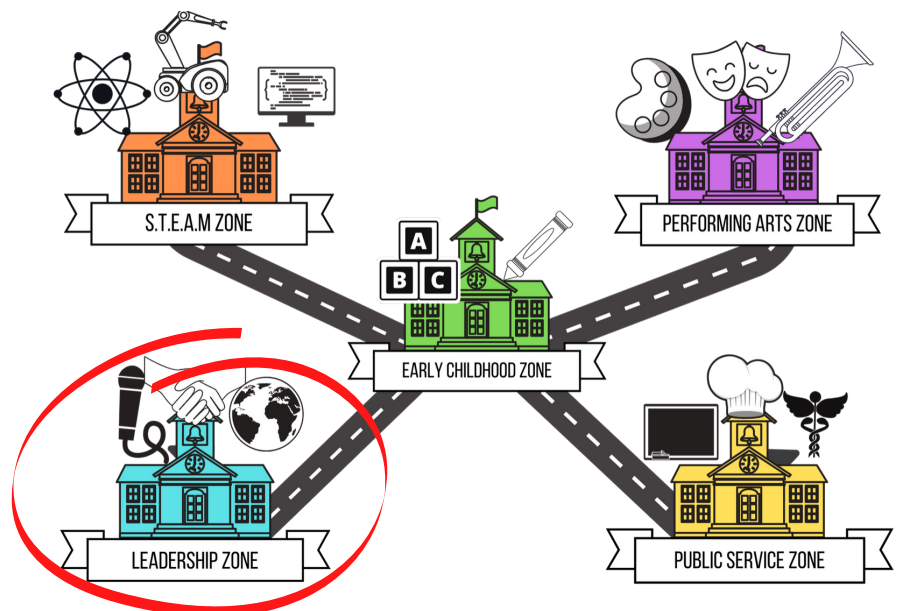 S.T.E.A.M ZONE
PERFORMING ARTS ZONE
A
B C
EARLY CHILDHOOD ZONE
LEADERSHIP ZONE
PUBLIC SERVICE ZONE